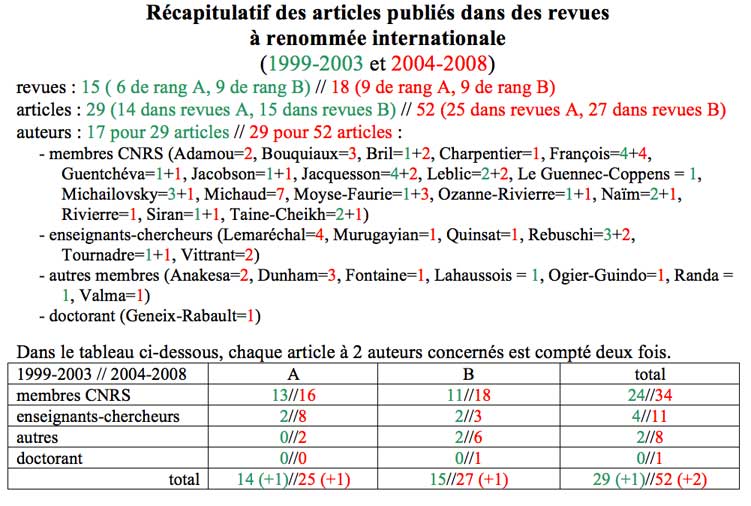 Récapitulatif des articles publiés dans des revues
à renommée internationale
(1999-2003 et 2004-2008)
revues : 15 ( 6 de rang A, 9 de rang B) // 18 (9 de rang A, 9 de rang B)
articles : 29 (14 dans revues A, 15 dans revues B) // 52 (25 dans revues A, 27 dans revues B)
auteurs : 17 pour 29 articles // 29 pour 52 articles :
- membres CNRS (Adamou=2, Bouquiaux=3, Bril=1+2, Charpentier=1, François=4+4,
Guentchéva=1+1, Jacobson=1+1, Jacquesson=4+2, Leblic=2+2, Le Guennec-Coppens = 1,
Michailovsky=3+1, Michaud=7, Moyse-Faurie=1+3, Ozanne-Rivierre=1+1, Naïm=2+1,
Rivierre=1, Siran=1+1, Taine-Cheikh=2+1)
- enseignants-chercheurs (Lemaréchal=4, Murugayian=1, Quinsat=1, Rebuschi=3+2,
Tournadre=1+1, Vittrant=2)
- autres membres (Anakesa=2, Dunham=3, Fontaine=1, Lahaussois = 1, Ogier-Guindo=1, Randa =
1, Valma=1)
- doctorant (Geneix-Rabault=1)
Dans le tableau ci-dessous, chaque article à 2 auteurs concernés est compté deux fois.
1999-2003 // 2004-2008 A B total
membres CNRS 13//16 11//18 24//34
enseignants-chercheurs 2//8 2//3 4//11
autres 0//2 2//6 2//8
doctorant 0//0 0//1 0//1
total 14 (+1)//25 (+1) 15//27 (+1) 29 (+1)//52 (+2)